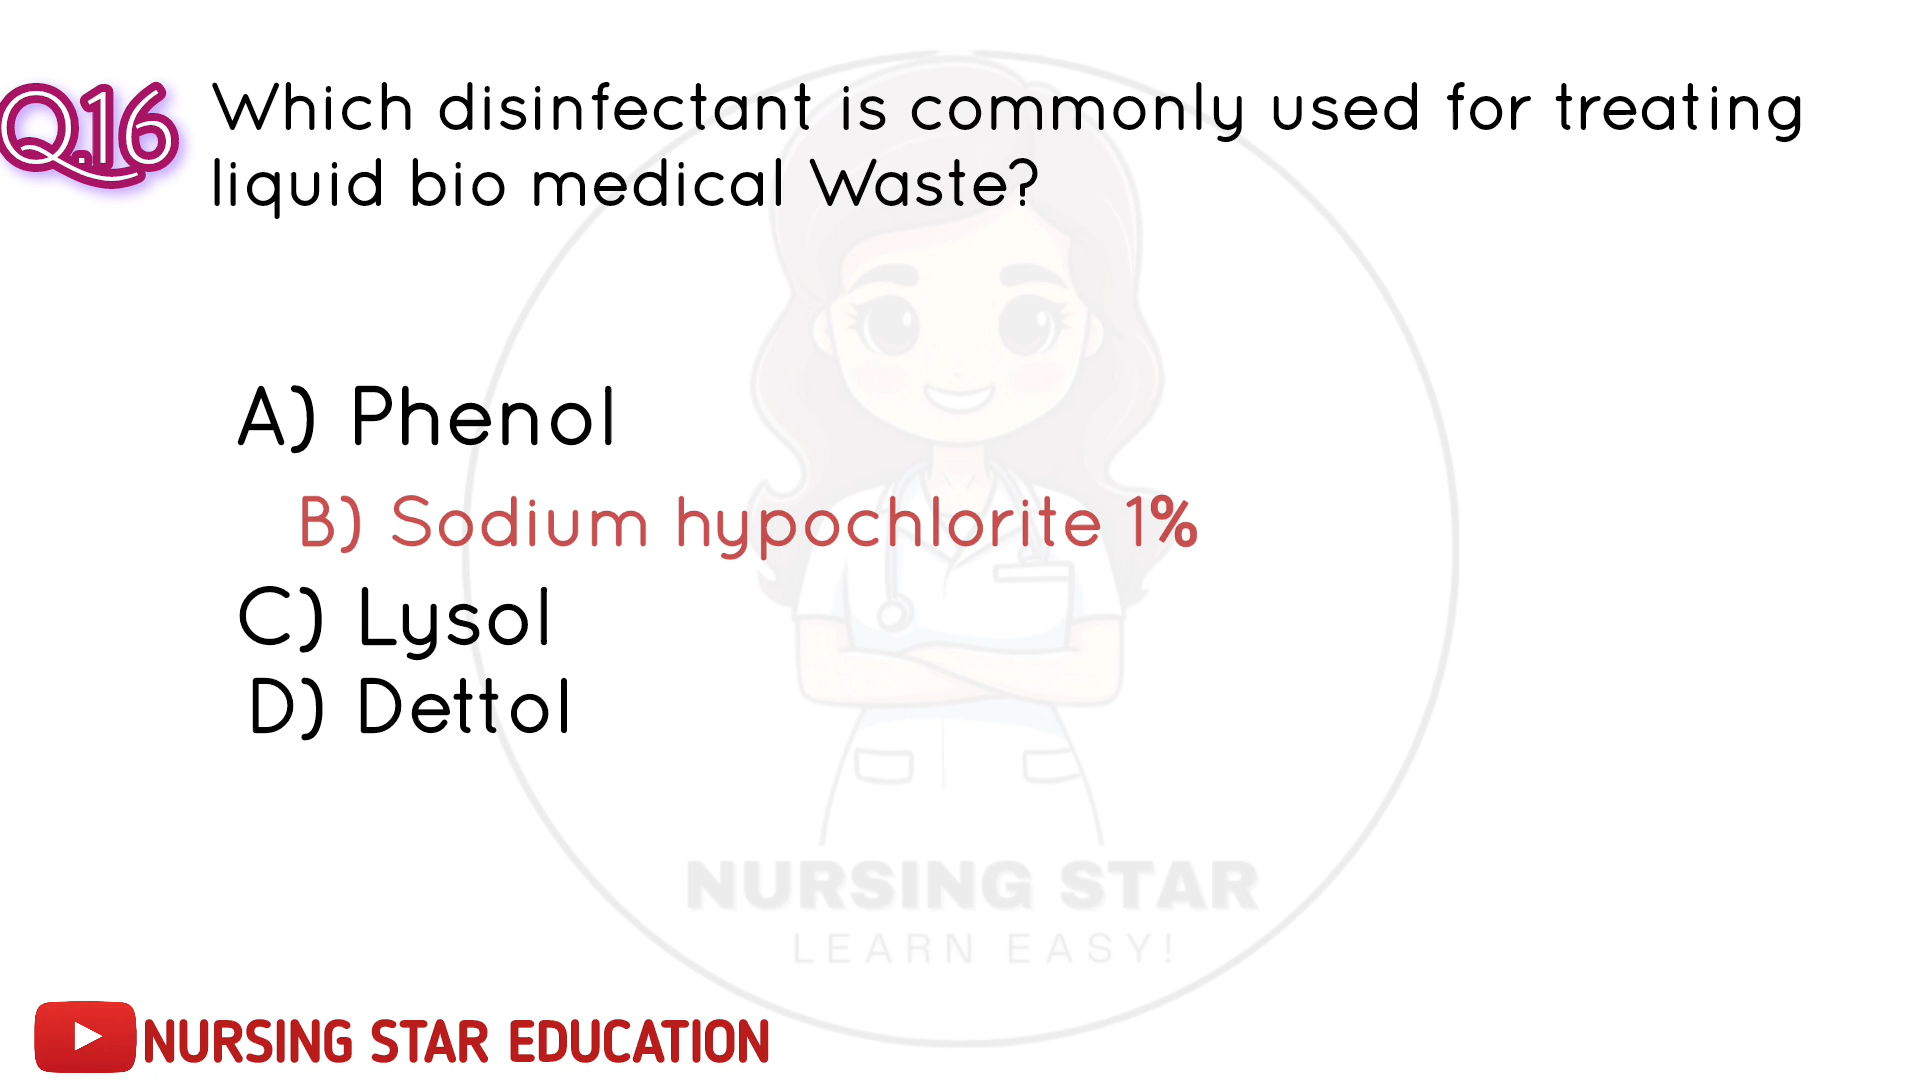 Q.16 Which disinfectant is commonly used for treating
liquid bio medical Waste?
A) Phenol
B) Sodium hypochlorite 1%
C) Lysol
D) Dettol
NURSING STAR
LEARN EASY!
NURSING STAR EDUCATION